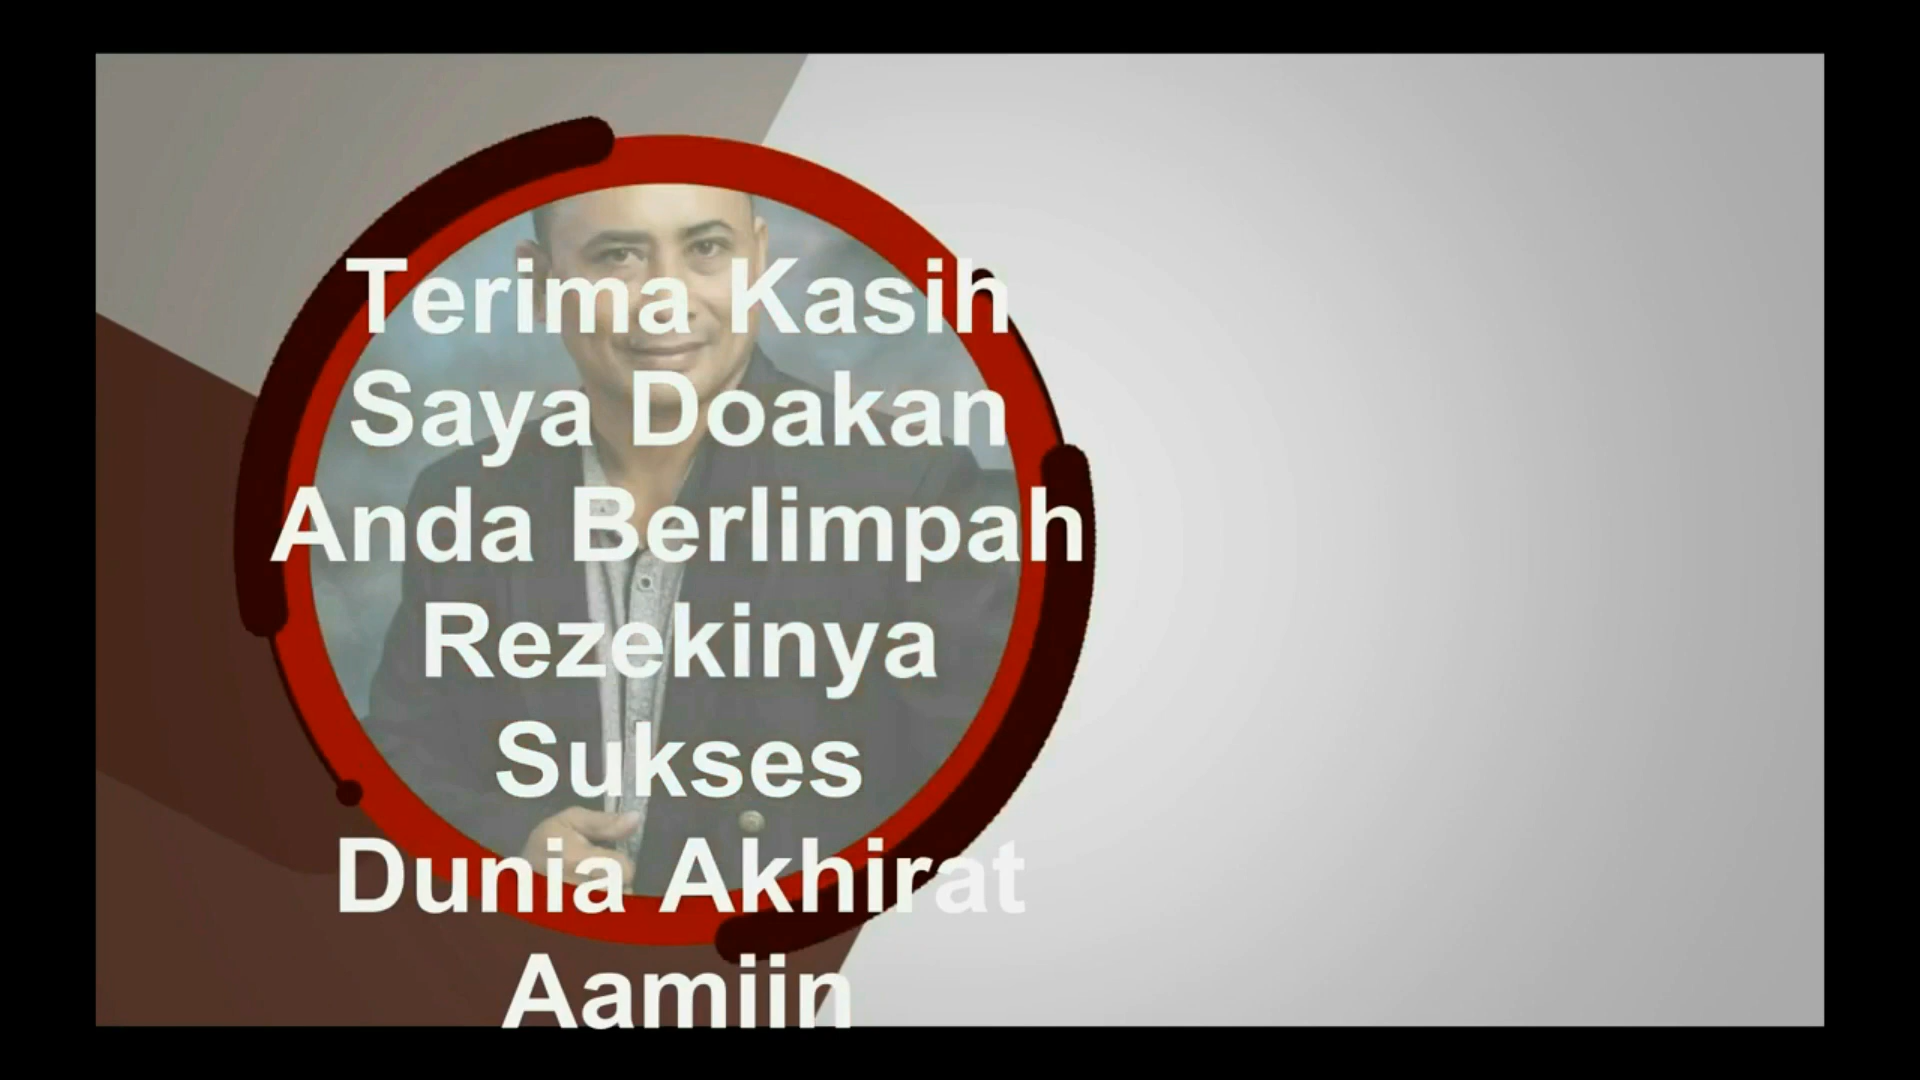 Terima Kasih
Saya Doakan
Anda Berlimpah
Rezekinya
Sukses
Dunia Akhirat
Aamiin